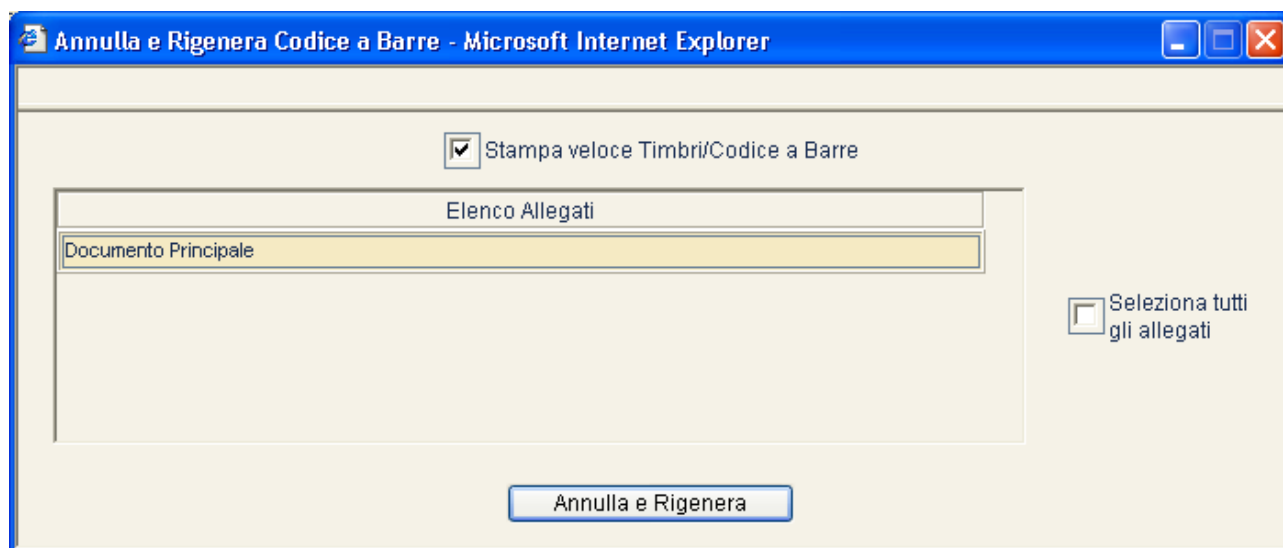 Annulla e Rigenera Codice a Barre - Microsoft Internet Explorer
Stampa veloce Timbri/Codice a Barre
Elenco Allegati
Documento Principale
Seleziona tutti
gli allegati
Annulla e Rigenera